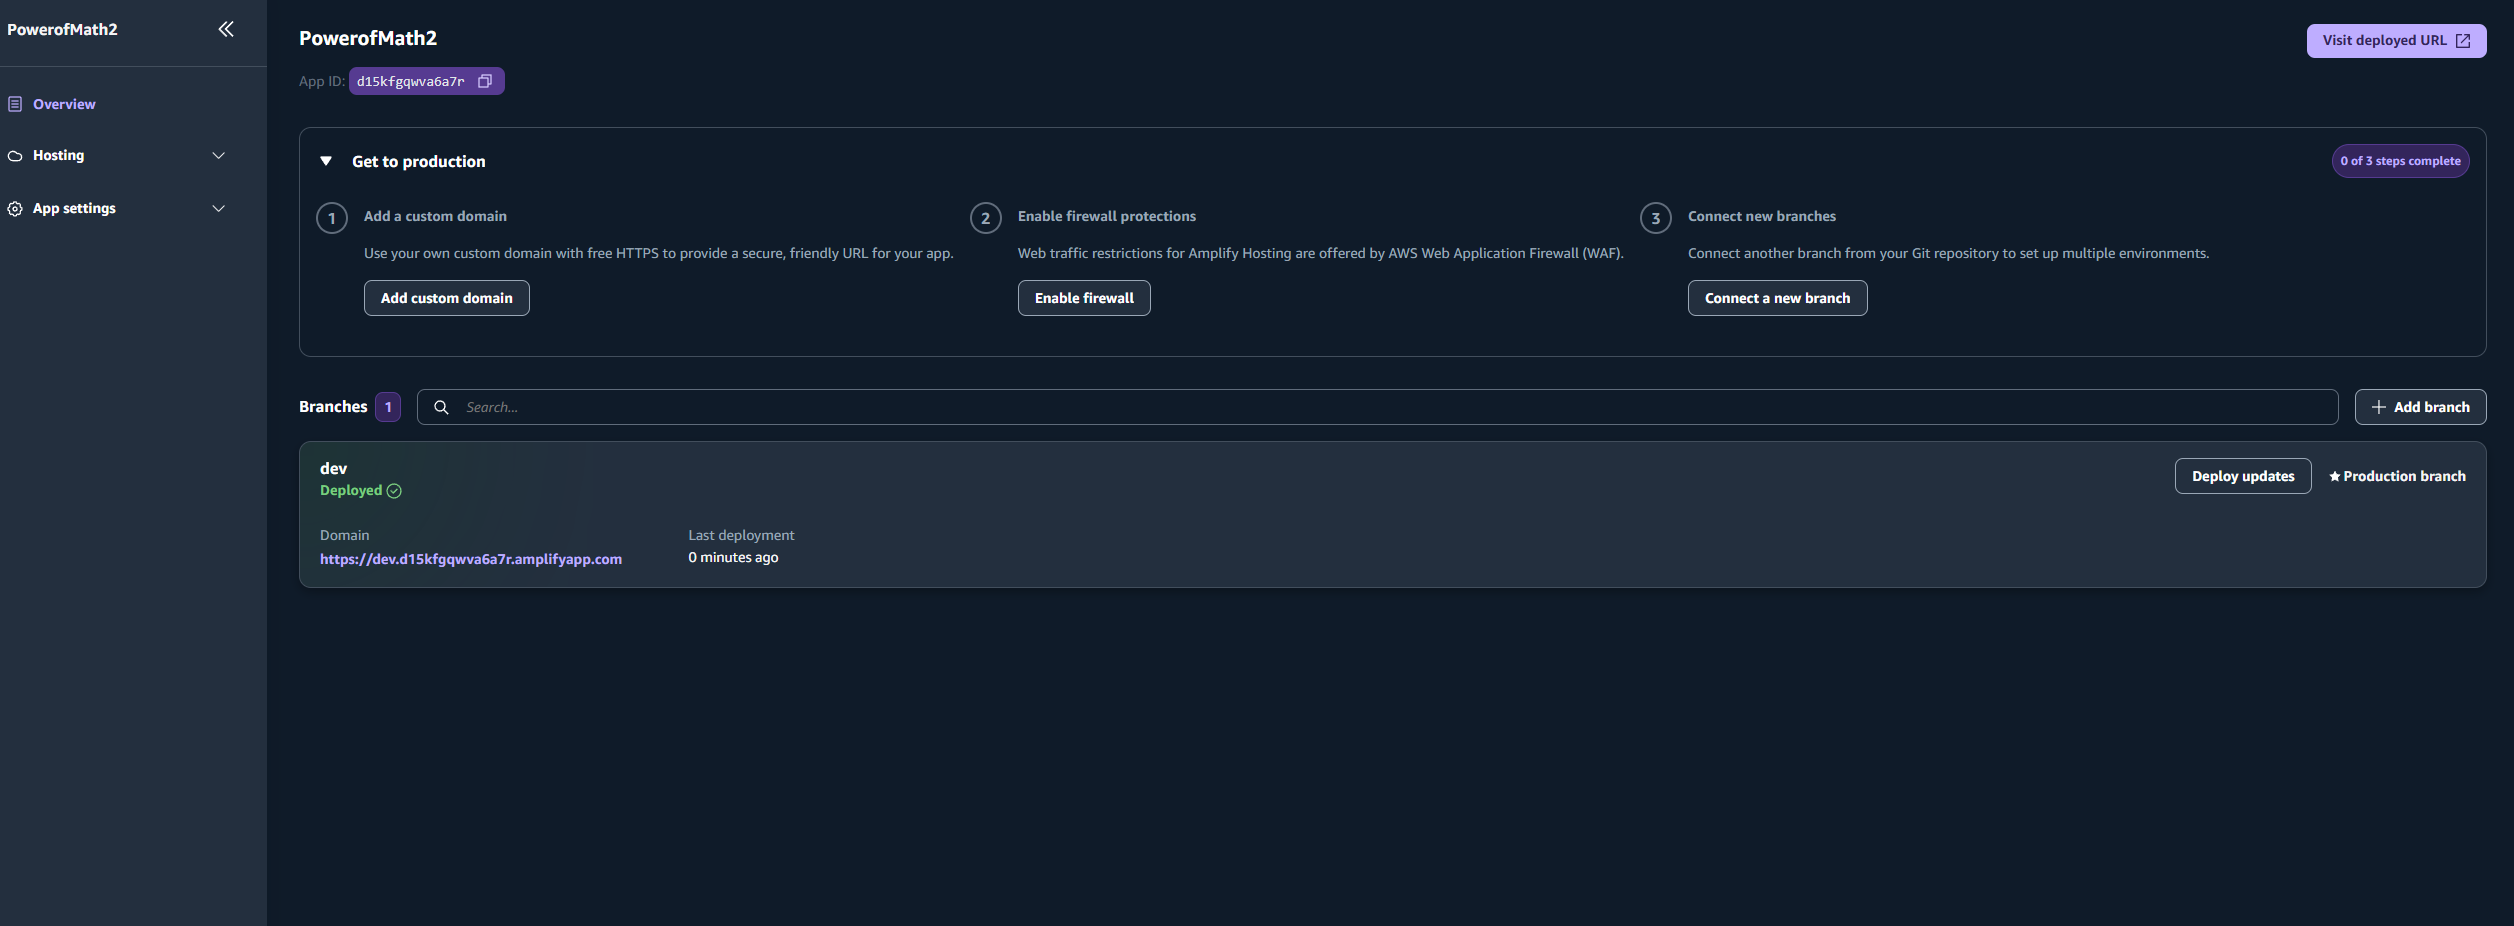 PowerofMath2
Overview
Hosting
App settings
PowerofMath2
Visit deployed URL
App ID: d15kfgqwva6a7r
Get to production
0 of 3 steps complete
1
Add a custom domain
Use your own custom domain with free HTTPS to provide a secure, friendly URL for your app.
Add custom domain
2
Enable firewall protections
Web traffic restrictions for Amplify Hosting are offered by AWS Web Application Firewall (WAF).
Enable firewall
3
Connect new branches
Connect another branch from your Git repository to set up multiple environments.
Connect a new branch
Branches 1
Search...
Add branch
dev
Deployed
Deploy updates
Production branch
Domain
https://dev.d15kfgqwva6a7r.amplifyapp.com
Last deployment
0 minutes ago